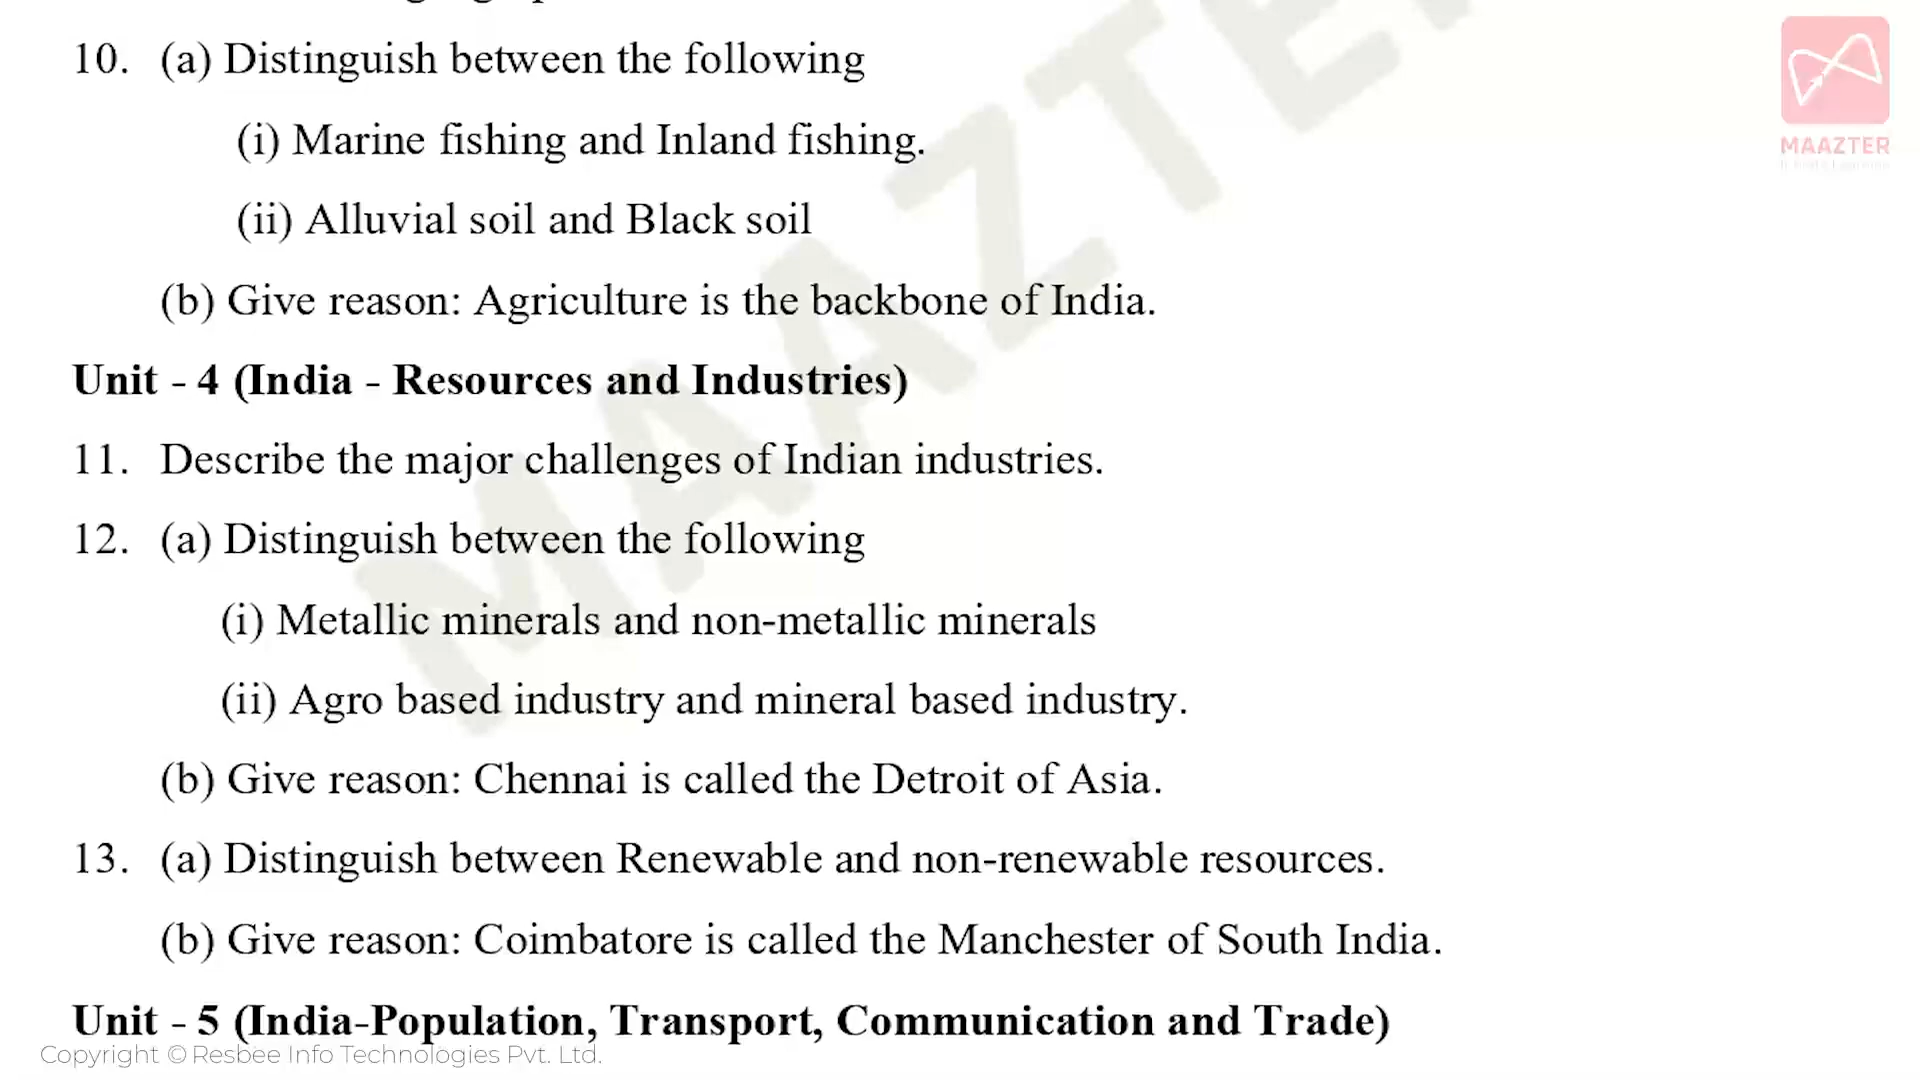 10. (a) Distinguish between the following
(i) Marine fishing and Inland fishing.
(ii) Alluvial soil and Black soil
(b) Give reason: Agriculture is the backbone of India.
Unit - 4 (India - Resources and Industries)
11. Describe the major challenges of Indian industries.
12. (a) Distinguish between the following
(i) Metallic minerals and non-metallic minerals
(ii) Agro based industry and mineral based industry.
(b) Give reason: Chennai is called the Detroit of Asia.
13. (a) Distinguish between Renewable and non-renewable resources.
(b) Give reason: Coimbatore is called the Manchester of South India.
Unit - 5 (India-Population, Transport, Communication and Trade)
Copyright © Resbee Info Technologies Pvt. Ltd.
MAAZTER
MAAZTER